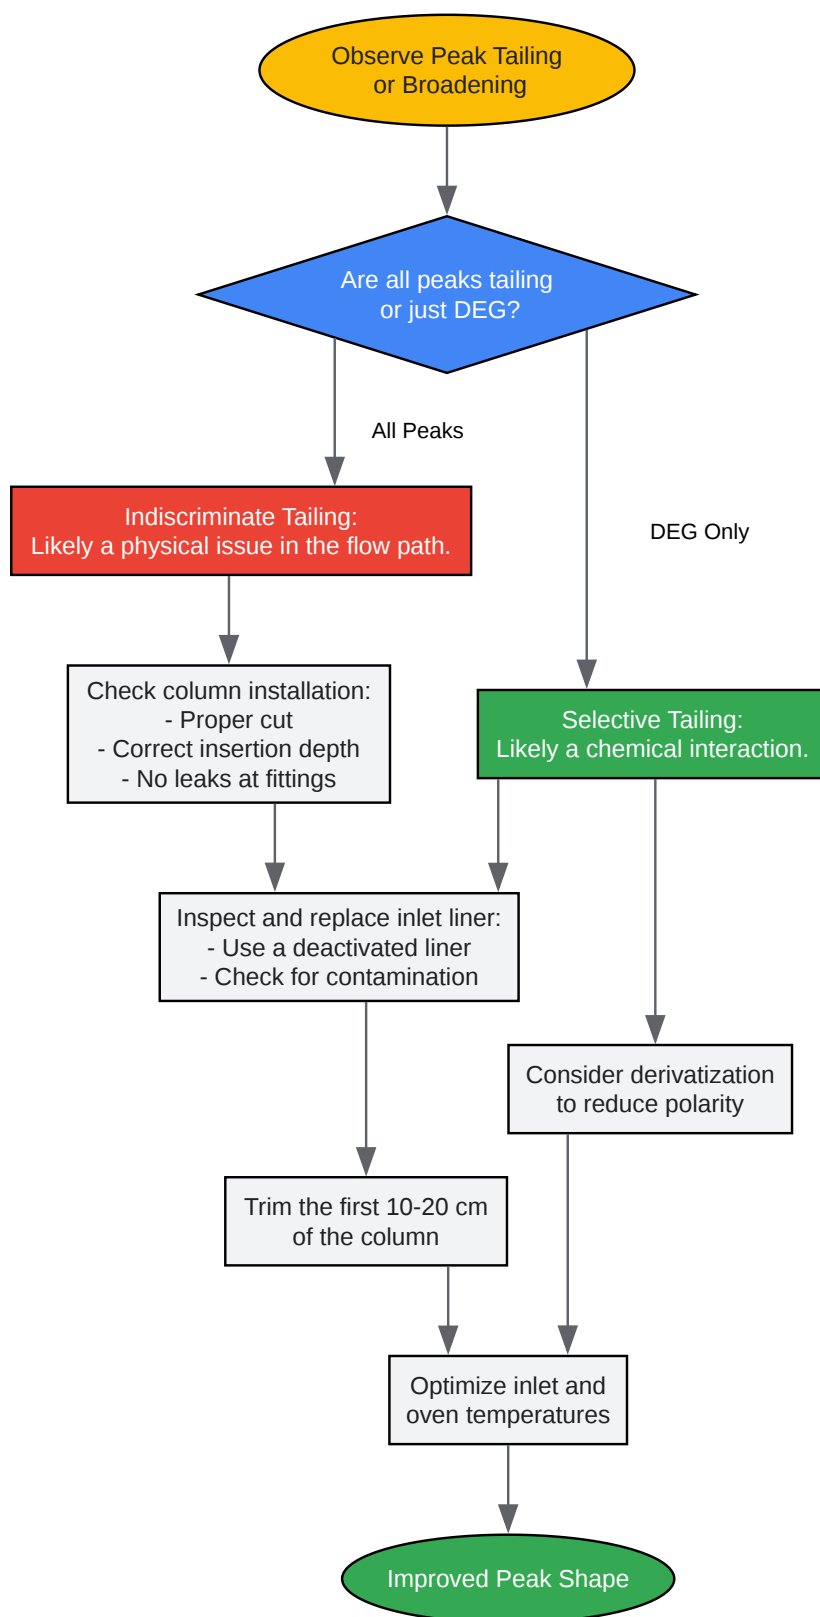 Observe Peak Tailing
or Broadening
Are all peaks tailing
or just DEG?
All Peaks
Indiscriminate Tailing:
Likely a physical issue in the flow path.
DEG Only
Check column installation:
- Proper cut
- Correct insertion depth
- No leaks at fittings
Selective Tailing:
Likely a chemical interaction.
Inspect and replace inlet liner:
- Use a deactivated liner
- Check for contamination
Consider derivatization
to reduce polarity
Trim the first 10-20 cm
of the column
Optimize inlet and
oven temperatures
Improved Peak Shape